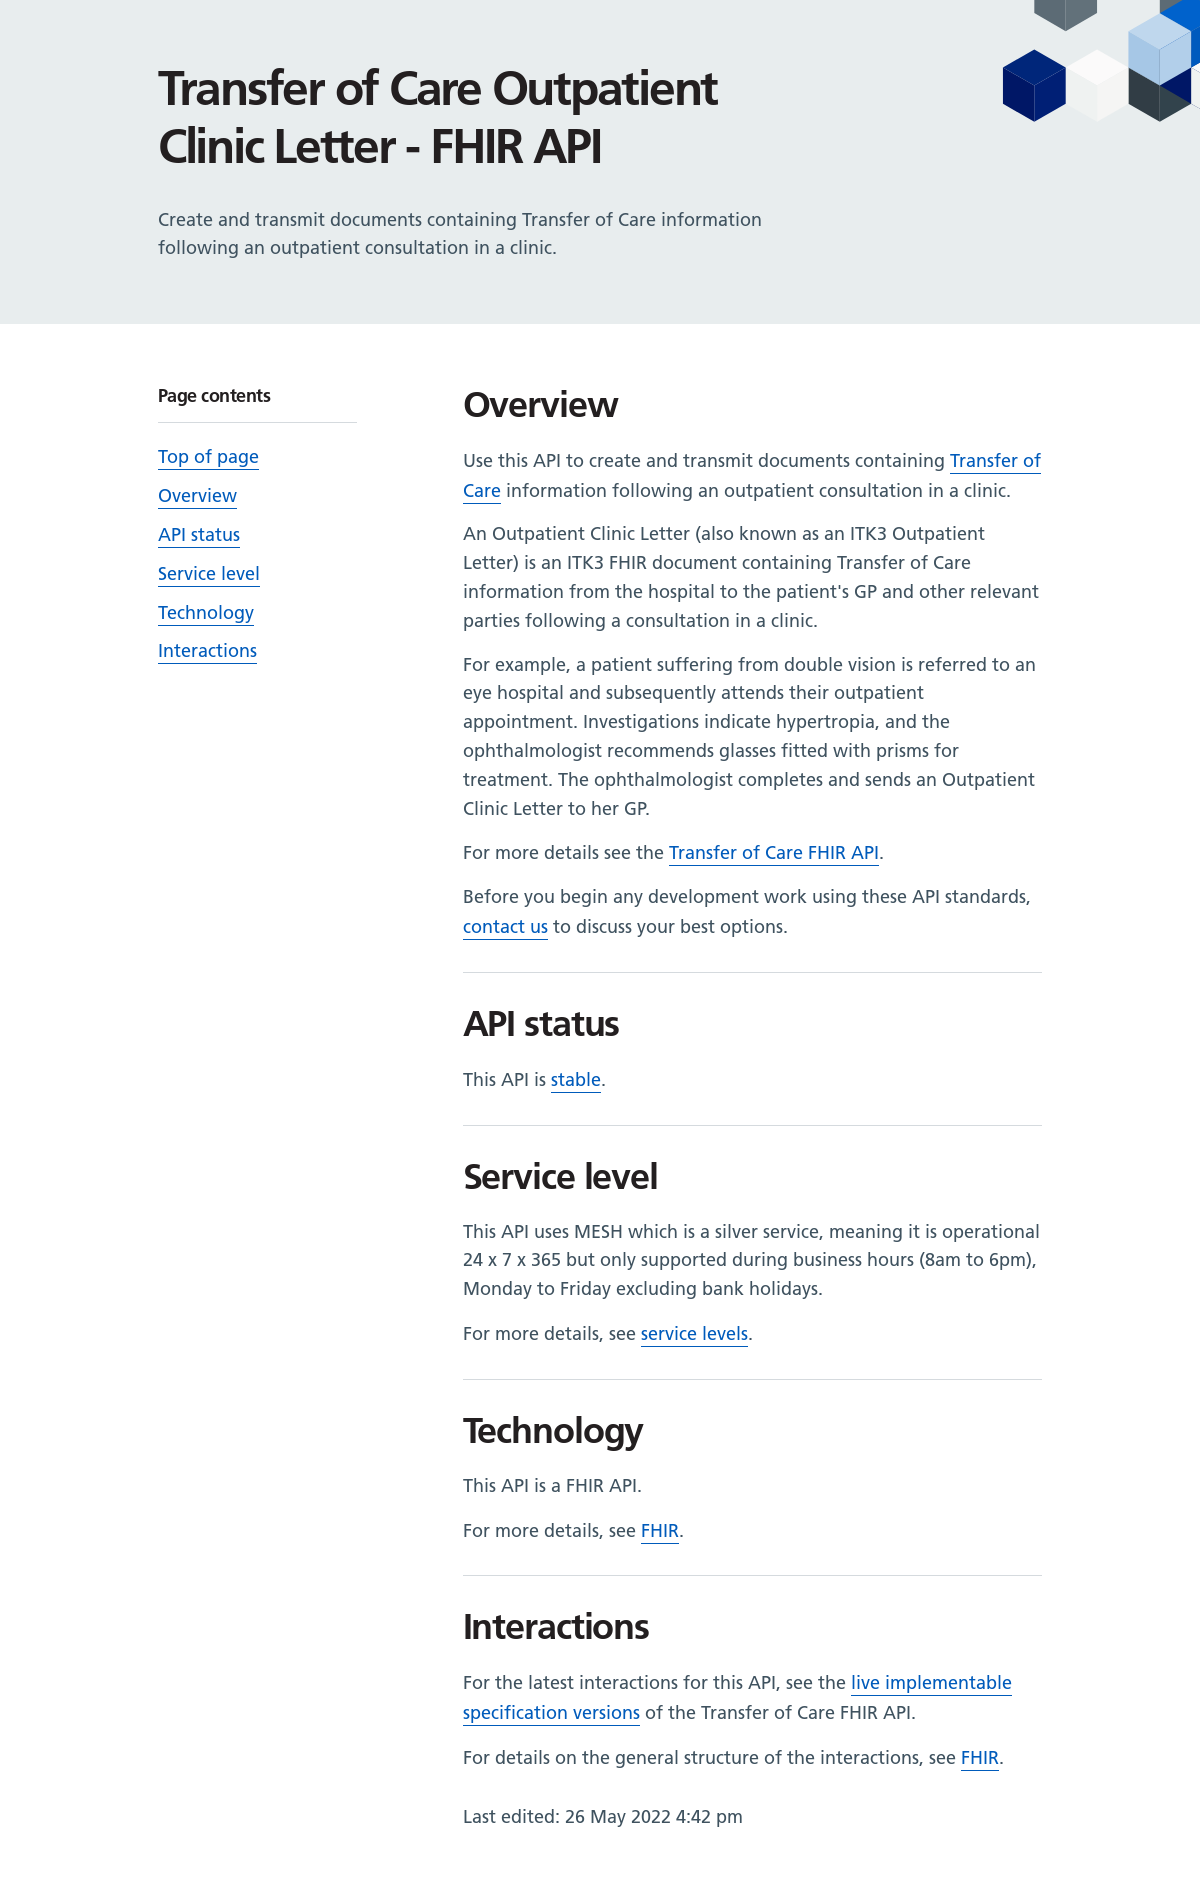 Transfer of Care Outpatient
Clinic Letter - FHIR API
Create and transmit documents containing Transfer of Care information
following an outpatient consultation in a clinic.
Page contents
Top of page
Overview
API status
Service level
Technology
Interactions
Overview
Use this API to create and transmit documents containing Transfer of
Care information following an outpatient consultation in a clinic.
An Outpatient Clinic Letter (also known as an ITK3 Outpatient
Letter) is an ITK3 FHIR document containing Transfer of Care
information from the hospital to the patient's GP and other relevant
parties following a consultation in a clinic.
For example, a patient suffering from double vision is referred to an
eye hospital and subsequently attends their outpatient
appointment. Investigations indicate hypertropia, and the
ophthalmologist recommends glasses fitted with prisms for
treatment. The ophthalmologist completes and sends an Outpatient
Clinic Letter to her GP.
For more details see the Transfer of Care FHIR API.
Before you begin any development work using these API standards,
contact us to discuss your best options.
API status
This API is stable.
Service level
This API uses MESH which is a silver service, meaning it is operational
24 x 7 x 365 but only supported during business hours (8am to 6pm),
Monday to Friday excluding bank holidays.
For more details, see service levels.
Technology
This API is a FHIR API.
For more details, see FHIR.
Interactions
For the latest interactions for this API, see the live implementable
specification versions of the Transfer of Care FHIR API.
For details on the general structure of the interactions, see FHIR.
Last edited: 26 May 2022 4:42 pm